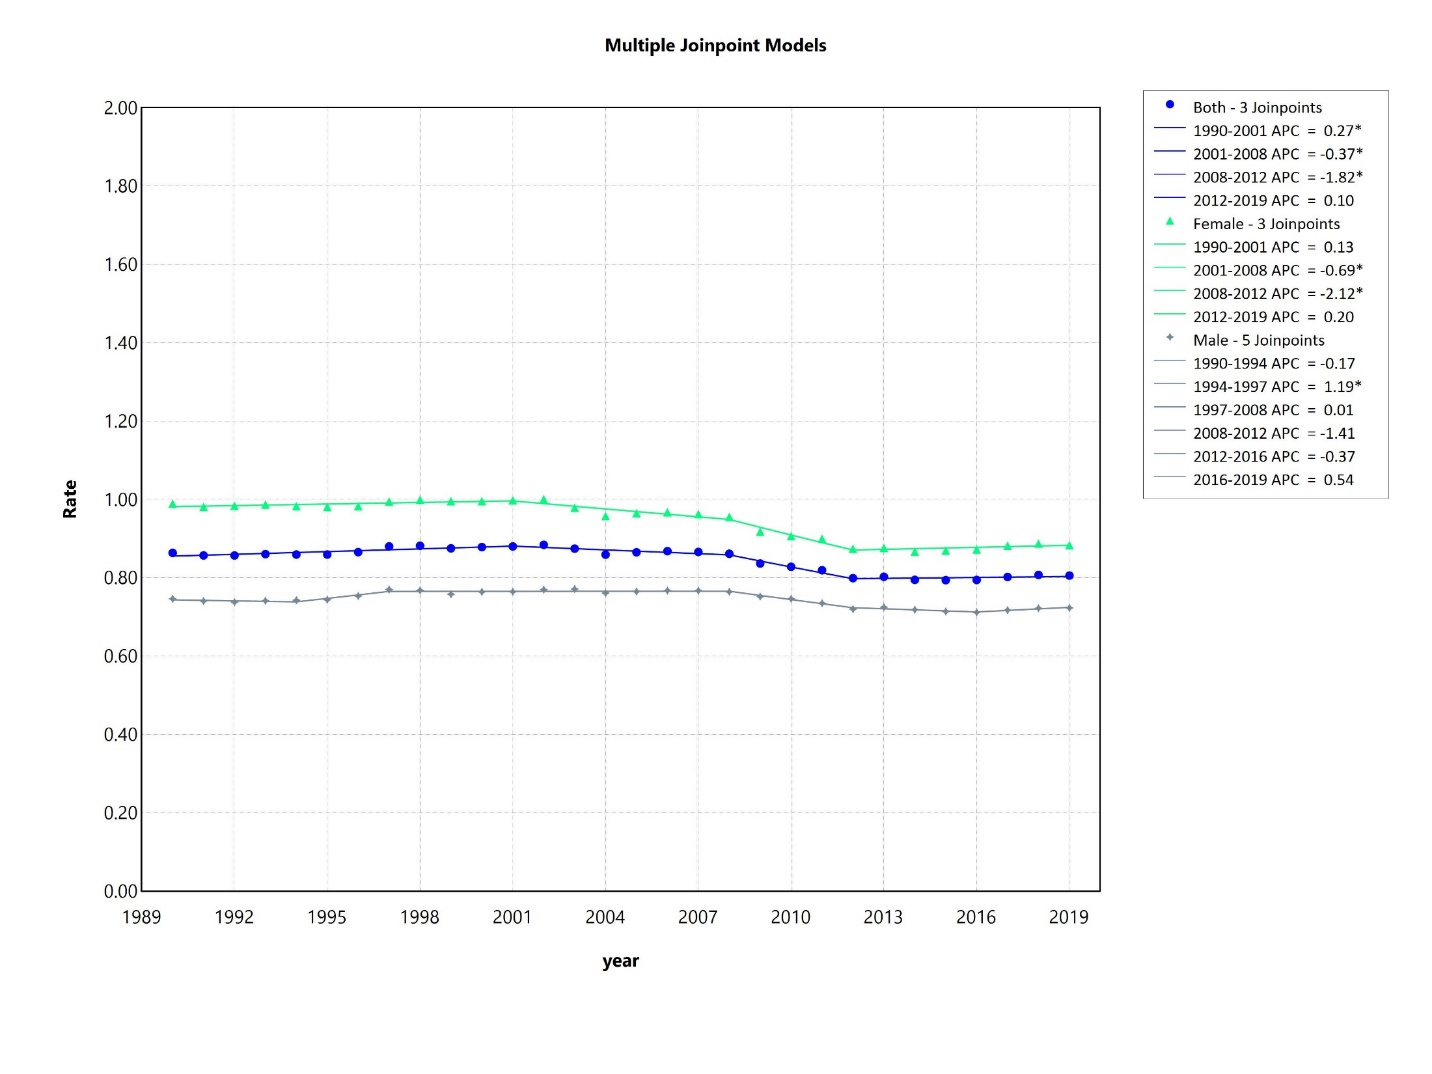 Multiple Joinpoint Models
2.00
1.80
1.60
1.40
1.20
1.00
0.80
0.60
0.40
0.20
0.00
Rate
1989 1992 1995 1998 2001 2004 2007 2010 2013 2016 2019
year
Both - 3 Joinpoints
1990-2001 APC = 0.27*
2001-2008 APC = -0.37*
2008-2012 APC = -1.82*
2012-2019 APC = 0.10
Female - 3 Joinpoints
1990-2001 APC = 0.13
2001-2008 APC = -0.69*
2008-2012 APC = -2.12*
2012-2019 APC = 0.20
Male - 5 Joinpoints
1990-1994 APC = -0.17
1994-1997 APC = 1.19*
1997-2008 APC = 0.01
2008-2012 APC = -1.41
2012-2016 APC = -0.37
2016-2019 APC = 0.54